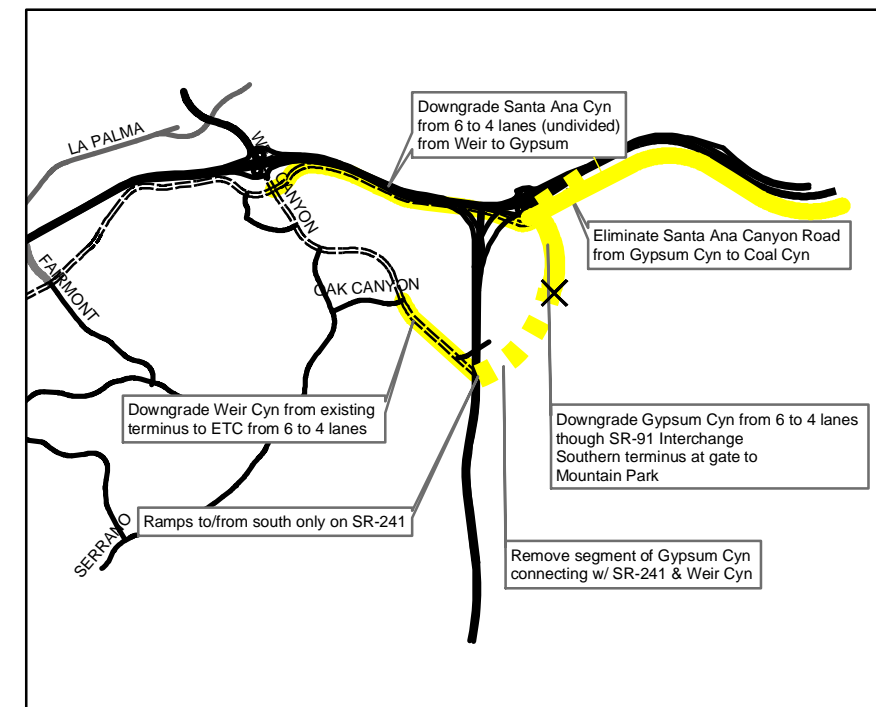 Downgrade Santa Ana Cyn
from 6 to 4 lanes (undivided)
from Weir to Gypsum
LA PALMA
CANYON
Eliminate Santa Ana Canyon Road
from Gypsum Cyn to Coal Cyn
FAIRMONT
OAK CANYON
Downgrade Weir Cyn from existing
terminus to ETC from 6 to 4 lanes
Downgrade Gypsum Cyn from 6 to 4 lanes
though SR-91 Interchange
Southern terminus at gate to
Mountain Park
Ramps to/from south only on SR-241
SERRANO
Remove segment of Gypsum Cyn
connecting w/ SR-241 & Weir Cyn